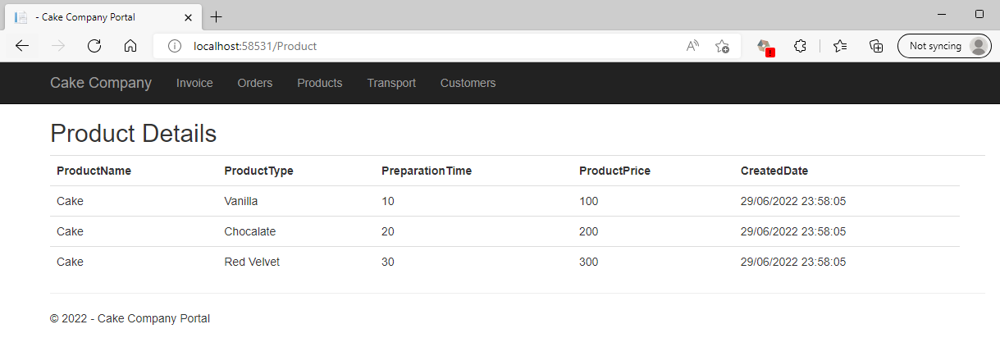 - Cake Company Portal
localhost:58531/Product
Not syncing
Cake Company Invoice Orders Products Transport Customers
Product Details
ProductName ProductType PreparationTime ProductPrice CreatedDate
Cake Vanilla 10 100 29/06/2022 23:58:05
Cake Chocalate 20 200 29/06/2022 23:58:05
Cake Red Velvet 30 300 29/06/2022 23:58:05
© 2022 - Cake Company Portal